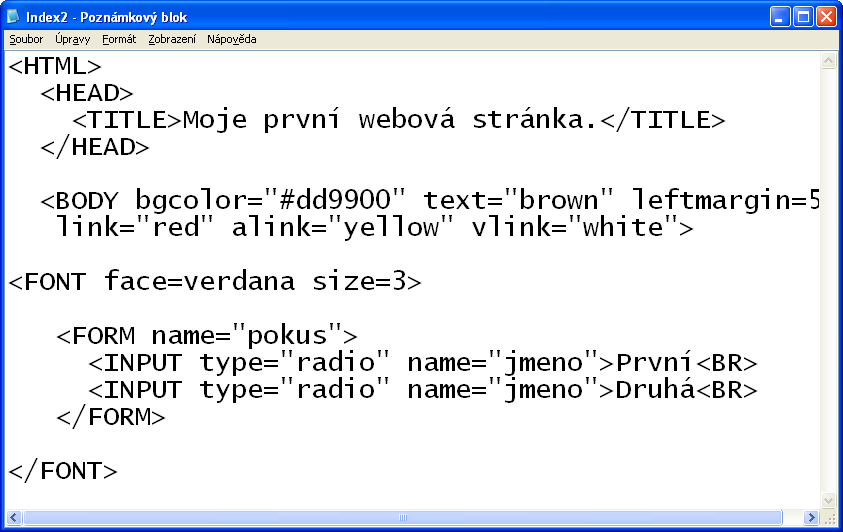 Index2 - Poznámkový blok
Soubor Úpravy Formát Zobrazení Nápověda
<HTML>
<HEAD>
<TITLE>Moje první webová stránka.</TITLE>
</HEAD>
<BODY bgcolor="#dd9900" text="brown" leftmargin=5
link="red" alink="yellow" vlink="white">
<FONT face=verdana size=3>
<FORM name="pokus">
<INPUT type="radio" name="jmeno">První<BR>
<INPUT type="radio" name="jmeno">Druhá<BR>
</FORM>
</FONT>